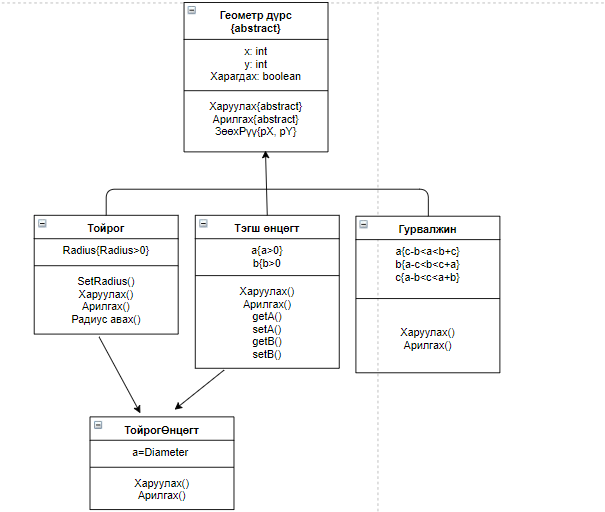 Геометр дүрс
{abstract}
x: int
y: int
Харагдах: boolean
Харуулах{abstract}
Арилгах{abstract}
ЗөөхРүү{pX, pY}
Тойрог
Radius{Radius>0}
SetRadius()
Харуулах()
Арилгах()
Радиус авах()
Тэгш өнцөгт
a{a>0}
b{b>0
Харуулах()
Арилгах()
getA()
setA()
getB()
setB()
Гурвалжин
a{c-b<a<b+c}
b{a-c<b<c+a}
c{a-b<c<a+b}
Харуулах()
Арилгах()
ТойрогӨнцөгт
a=Diameter
Харуулах()
Арилгах()